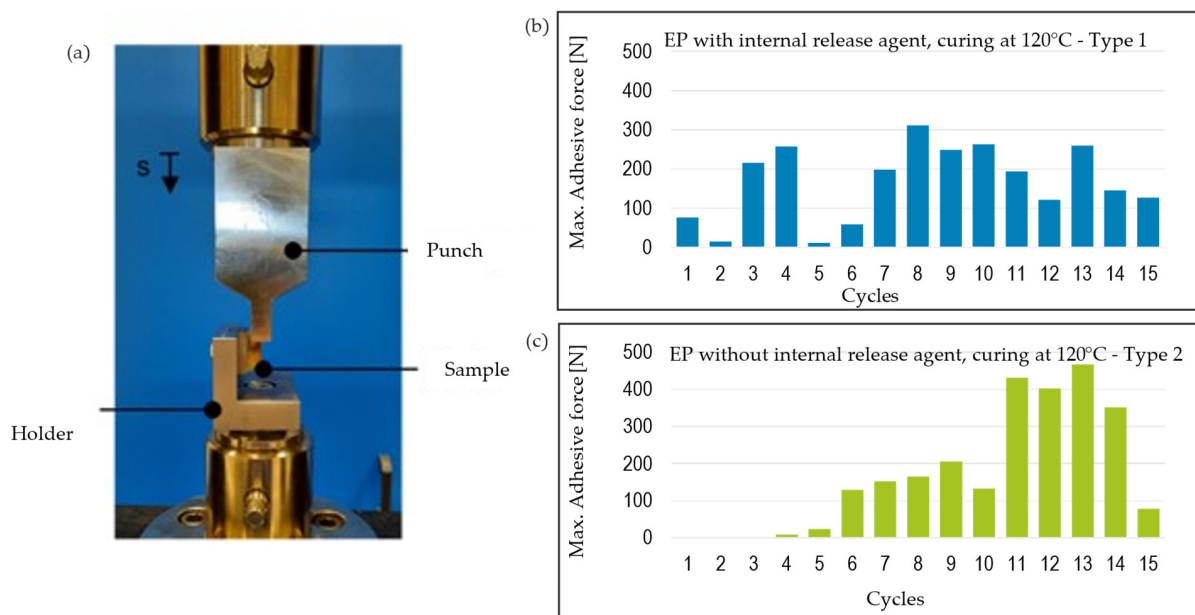 (a)
S
Punch
Sample
Holder
(b)
EP with internal release agent, curing at 120°C - Type 1
Max. Adhesive force [N]
500
400
300
200
100
0
1 2 3 4 5 6 7 8 9 10 11 12 13 14 15
Cycles
(c)
EP without internal release agent, curing at 120°C - Type 2
Max. Adhesive force [N]
500
400
300
200
100
0
1 2 3 4 5 6 7 8 9 10 11 12 13 14 15
Cycles